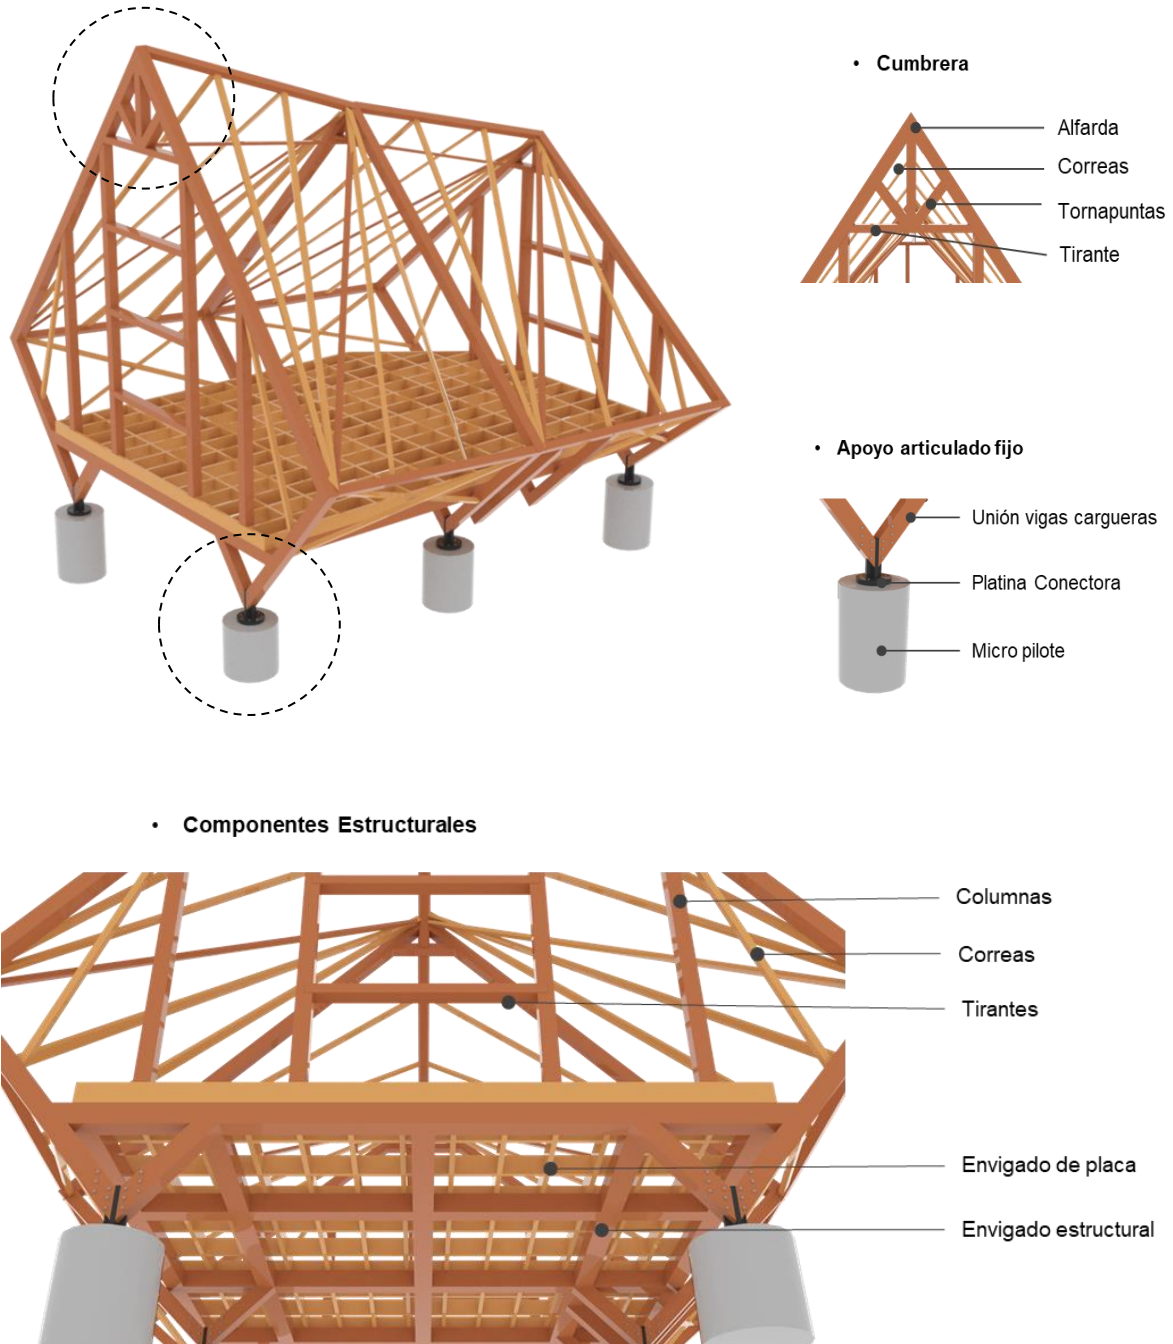 • Cumbrera
Alfarda
Correas
Tornapuntas
Tirante
• Apoyo articulado fijo
Unión vigas cargueras
Platina Conectora
Micro pilote
• Componentes Estructurales
Columnas
Correas
Tirantes
Envigado de placa
Envigado estructural